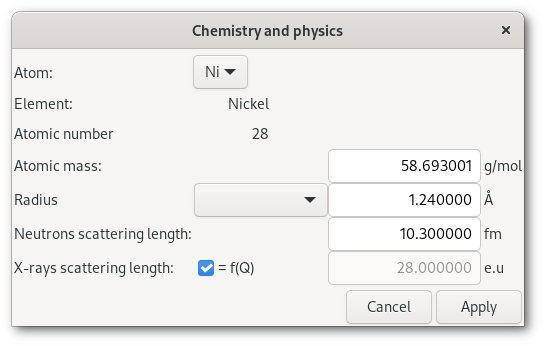 Chemistry and physics ×
Atom: Ni
Element: Nickel
Atomic number 28
Atomic mass: 58.693001 g/mol
Radius 1.240000 Å
Neutrons scattering length: 10.300000 fm
X-rays scattering length: = f(Q) 28.000000 e.u
Cancel Apply